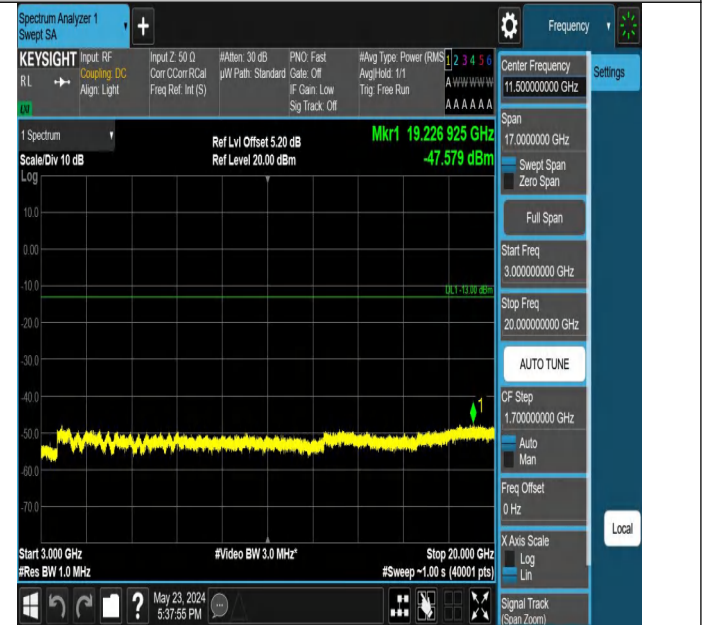 Spectrum Analyzer 1
Swept SA
+
Frequency
KEYSIGHT
RL
LXI
Input: RF
Coupling: DC
Align: Light
Input Z: 50 Ω
Corr CCorr RCal
Freq Ref: Int (S)
#Atten: 30 dB
µW Path: Standard
PNO: Fast
Gate: Off
IF Gain: Low
Sig Track: Off
#Avg Type: Power (RMS
Avg|Hold: 1/1
Trig: Free Run
1 2 3 4 5 6
A W W W W W
A A A A A A
1 Spectrum
Scale/Div 10 dB
Log
Ref Lvl Offset 5.20 dB
Ref Level 20.00 dBm
Mkr1 19.226 925 GHz
-47.579 dBm
10.0
0.00
-10.0
DL1 -13.00 dBm
-20.0
-30.0
-40.0
1
-50.0
-60.0
-70.0
Start 3.000 GHz
#Res BW 1.0 MHz
#Video BW 3.0 MHz*
Stop 20.000 GHz
#Sweep ~1.00 s (40001 pts)
?
May 23, 2024
5:37:55 PM
Center Frequency
11.500000000 GHz
Settings
Span
17.0000000 GHz
Swept Span
Zero Span
Full Span
Start Freq
3.000000000 GHz
Stop Freq
20.000000000 GHz
AUTO TUNE
CF Step
1.700000000 GHz
Auto
Man
Freq Offset
0 Hz
X Axis Scale
Log
Lin
Local
Signal Track
(Span Zoom)